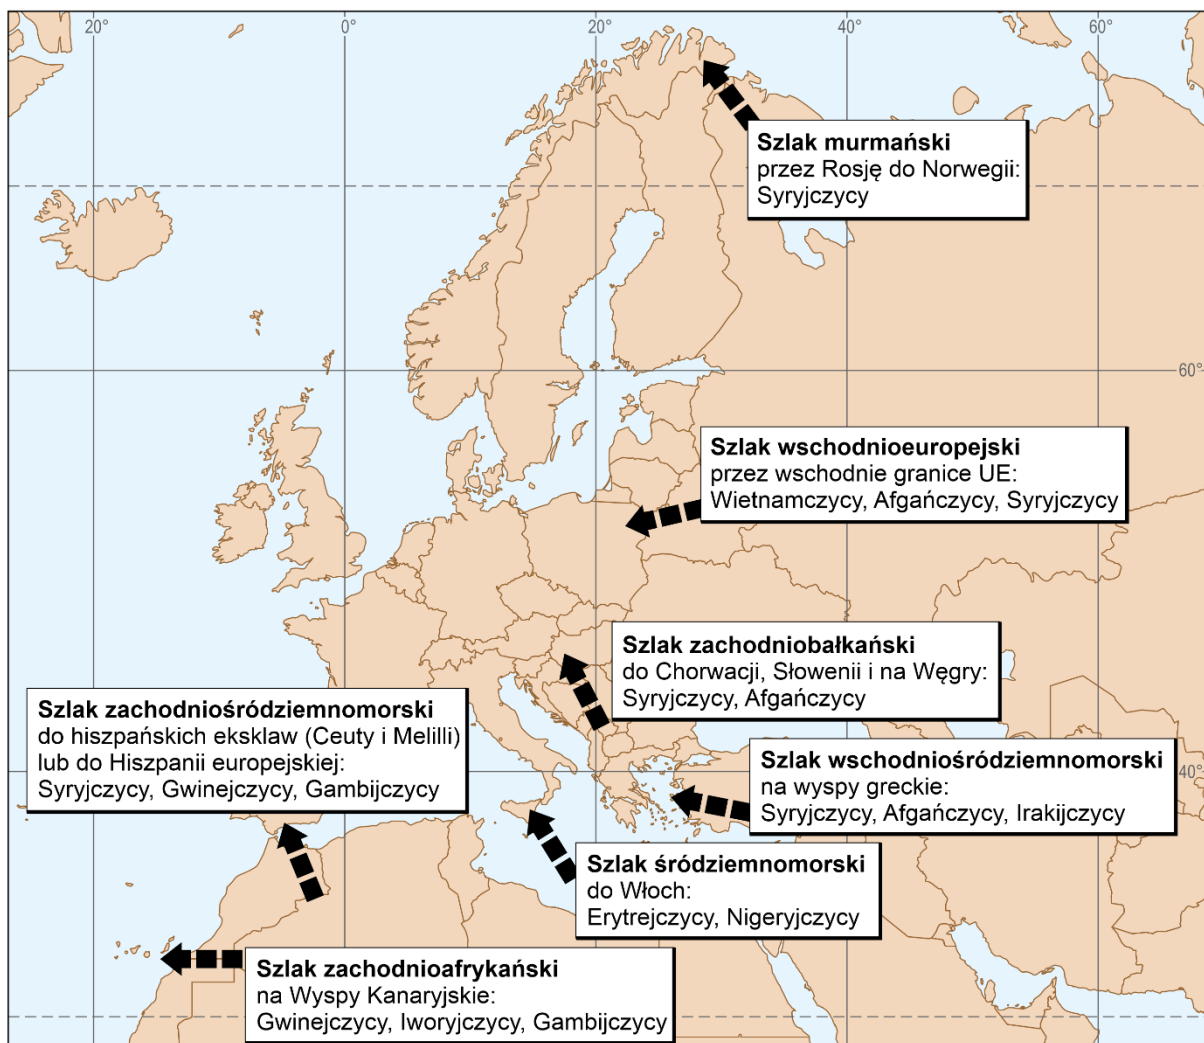 20°
0°
20°
40°
60°
Szlak murmański
przez Rosję do Norwegii:
Syryjczycy
60°
Szlak wschodnioeuropejski
przez wschodnie granice UE:
Wietnamczycy, Afgańczycy, Syryjczycy
Szlak zachodniobałkański
do Chorwacji, Słowenii i na Węgry:
Syryjczycy, Afgańczycy
Szlak zachodniośródziemnomorski
do hiszpańskich eksklaw (Ceuty i Melilli)
lub do Hiszpanii europejskiej:
Syryjczycy, Gwinejczycy, Gambijczycy
Szlak wschodniośródziemnomorski
na wyspy greckie:
Syryjczycy, Afgańczycy, Irakijczycy
40°
Szlak śródziemnomorski
do Włoch:
Erytrejczycy, Nigeryjczycy
Szlak zachodnioafrykański
na Wyspy Kanaryjskie:
Gwinejczycy, Iworyjczycy, Gambijczycy